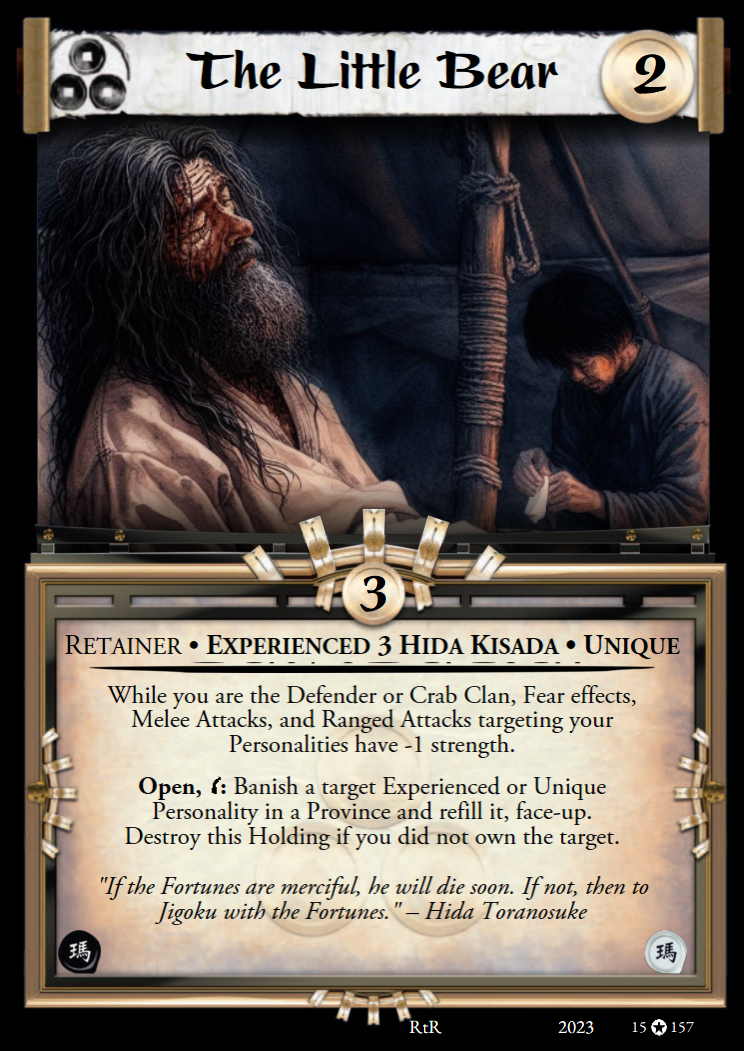 The Little Bear
2
3
RETAINER • EXPERIENCED 3 HIDA KISADA • UNIQUE
While you are the Defender or Crab Clan, Fear effects,
Melee Attacks, and Ranged Attacks targeting your
Personalities have -1 strength.
Open, : Banish a target Experienced or Unique
Personality in a Province and refill it, face-up.
Destroy this Holding if you did not own the target.
"If the Fortunes are merciful, he will die soon. If not, then to
Jigoku with the Fortunes." – Hida Toranosuke
瑪 瑪
RtR 2023 15 ✪ 157